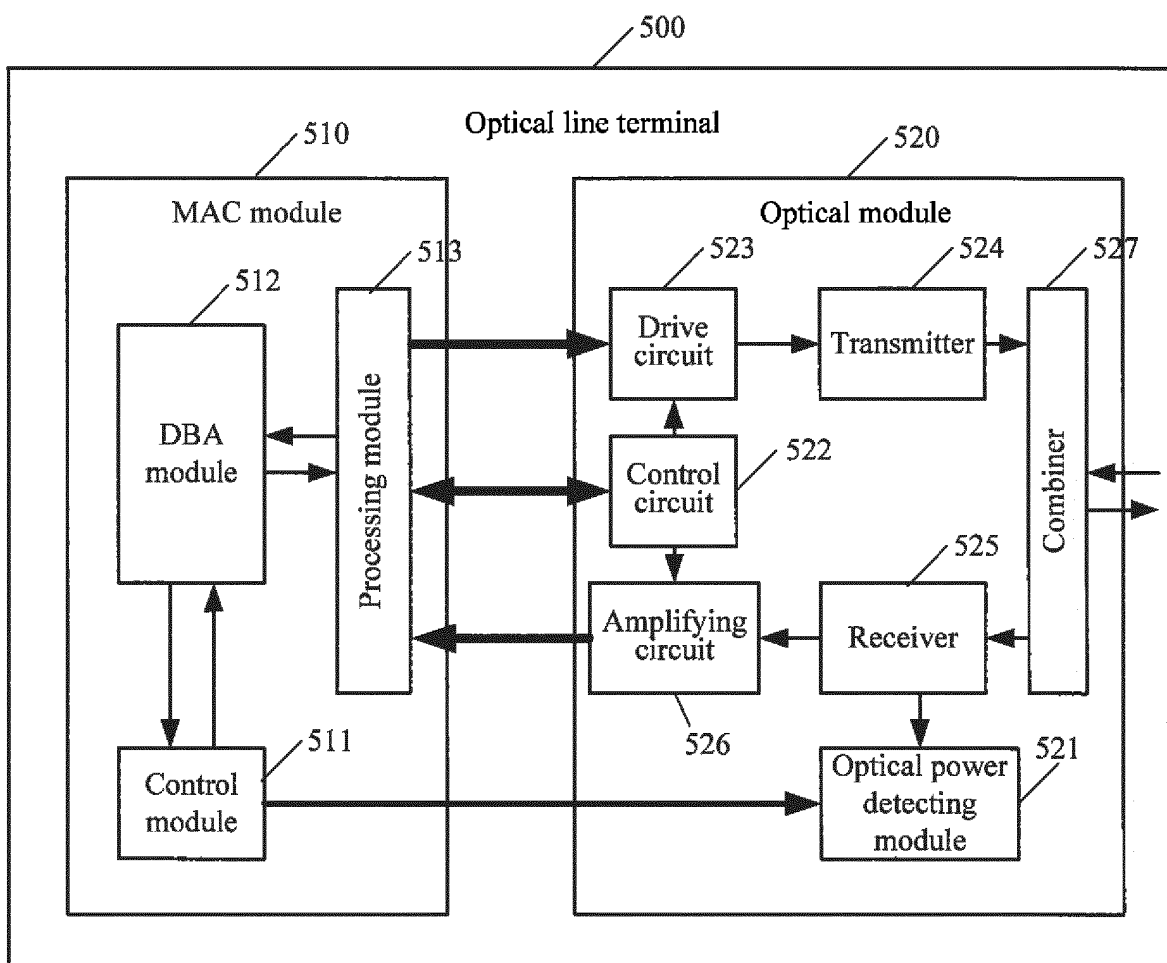 500
Optical line terminal
510
520
MAC module
Optical module
513
523
524
527
512
Drive
circuit
Transmitter
DBA
module
Processing module
Control
circuit
522
Combiner
525
Amplifying
circuit
Receiver
526
511
521
Control
module
Optical power
detecting
module